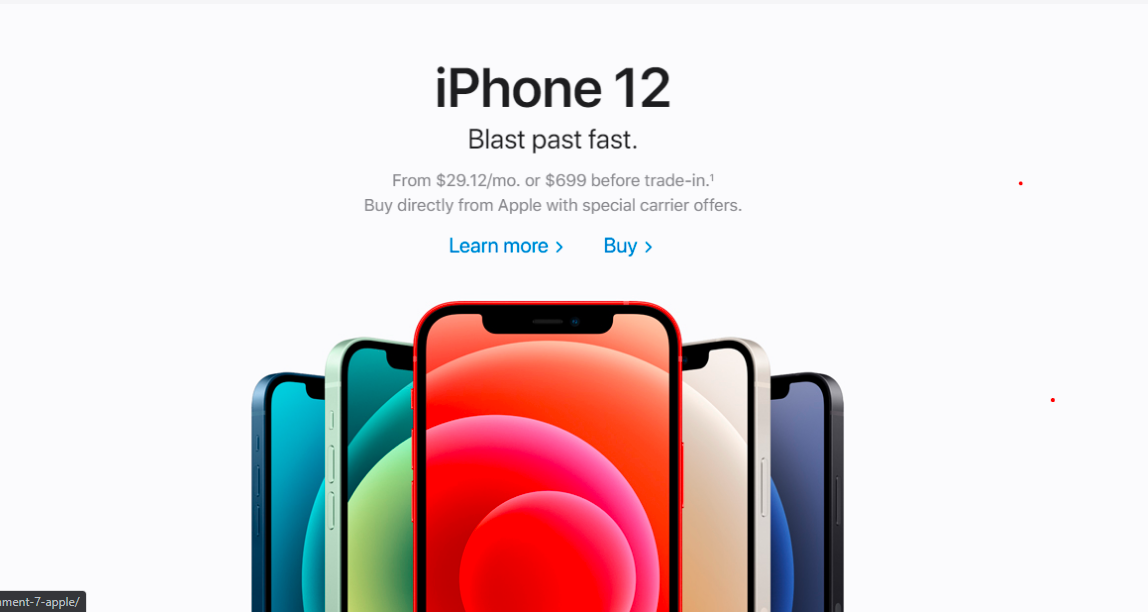 iPhone 12
Blast past fast.
From $29.12/mo. or $699 before trade-in.¹
Buy directly from Apple with special carrier offers.
Learn more >
Buy >
nment-7-apple/